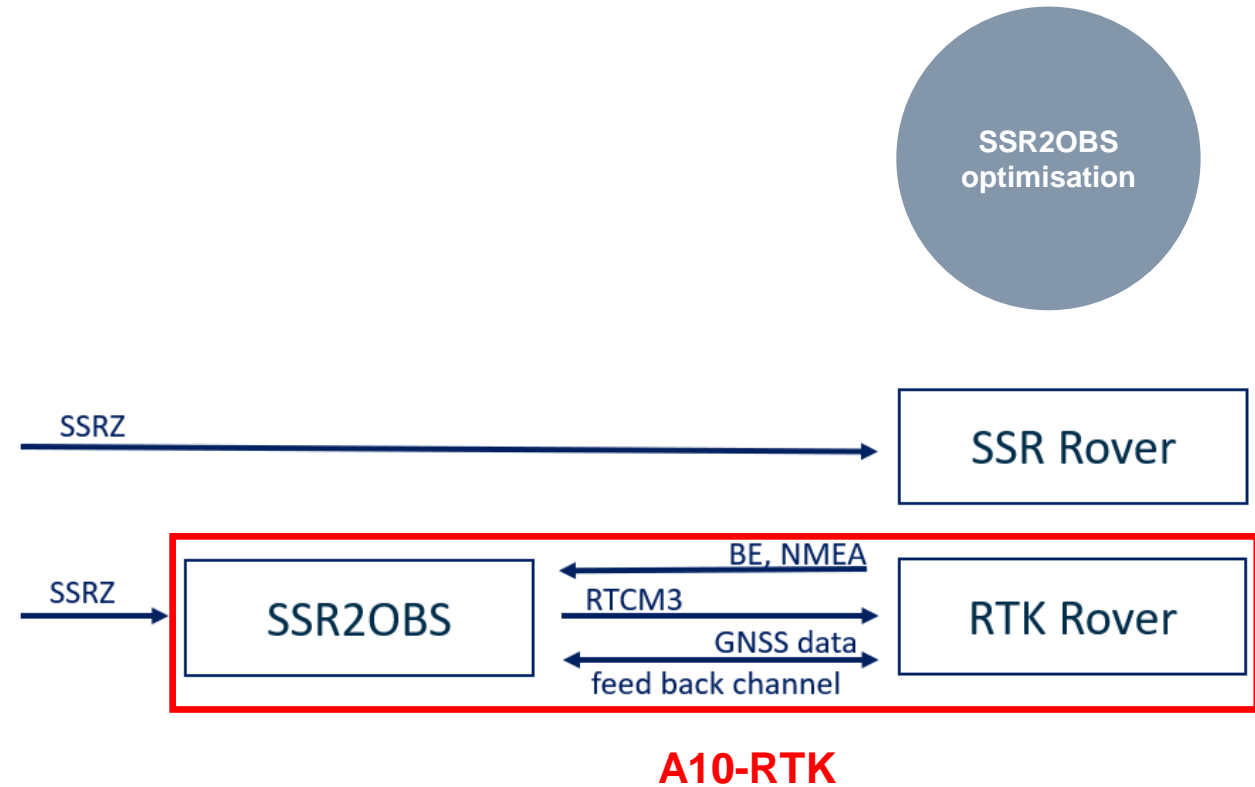 SSR2OBS
optimisation
SSRZ
SSR Rover
SSRZ
SSR2OBS
BE, NMEA
RTCM3
GNSS data
feed back channel
RTK Rover
A10-RTK